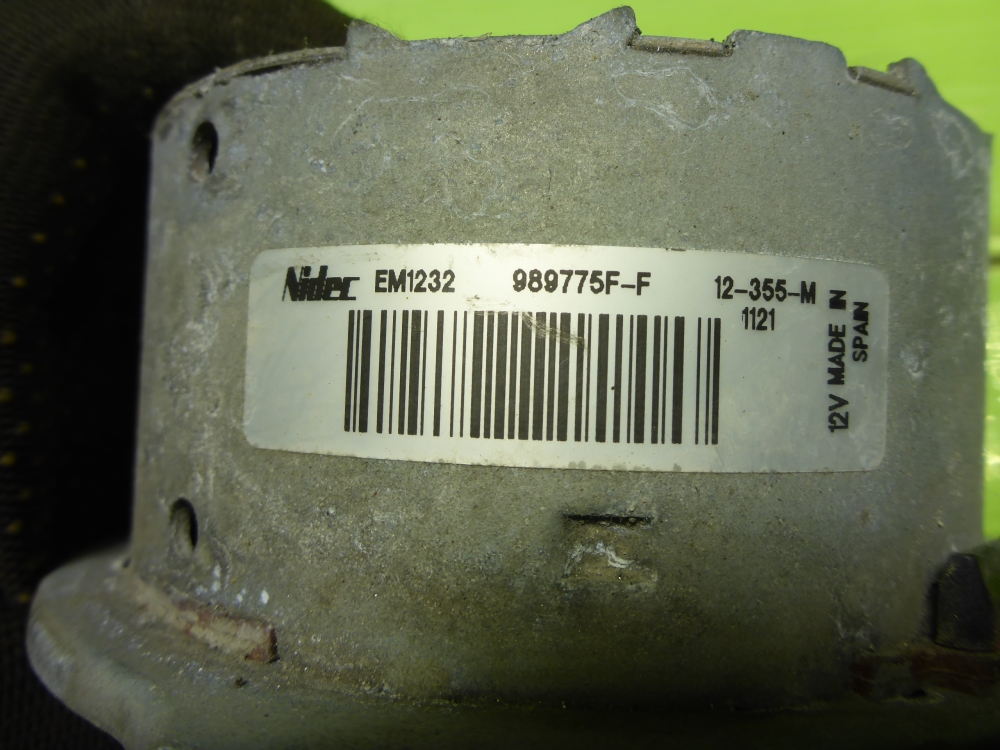 Nidec EM1232 989775F-F 12-355-M
1121
12V MADE IN
SPAIN